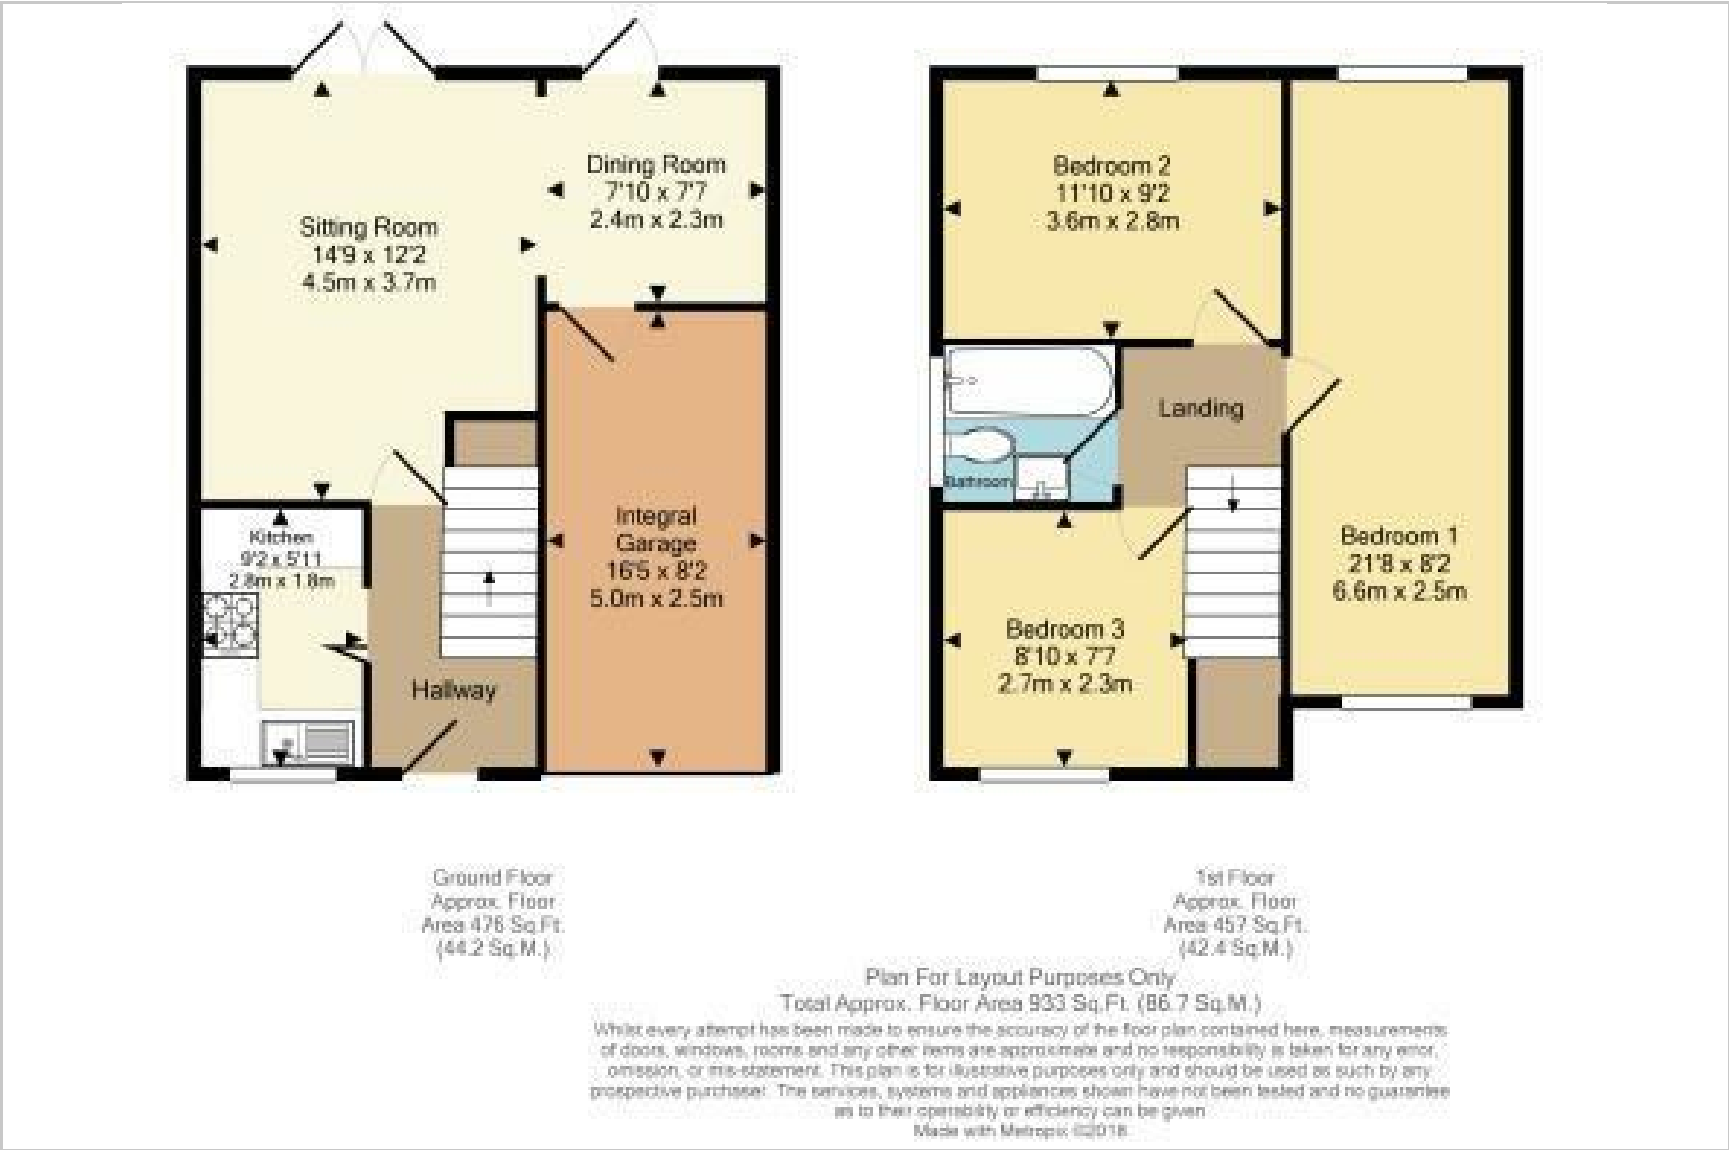 Dining Room
7'10 x 7'7
2.4m x 2.3m
Sitting Room
14'9 x 12'2
4.5m x 3.7m
Kitchen
9'2 x 5'11
2.8m x 1.8m
Hallway
Integral
Garage
16'5 x 8'2
5.0m x 2.5m
Bedroom 2
11'10 x 9'2
3.6m x 2.8m
Landing
Bathroom
Bedroom 1
21'8 x 8'2
6.6m x 2.5m
Bedroom 3
8'10 x 7'7
2.7m x 2.3m
Ground Floor
Approx. Floor
Area 476 Sq.Ft.
(44.2 Sq.M.)
1st Floor
Approx. Floor
Area 457 Sq.Ft.
(42.4 Sq.M.)
Plan For Layout Purposes Only
Total Approx. Floor Area 933 Sq.Ft. (86.7 Sq.M.)
Whilst every attempt has been made to ensure the accuracy of the floor plan contained here, measurements
of doors, windows, rooms and any other items are approximate and no responsibility is taken for any error,
omission, or mis-statement. This plan is for illustrative purposes only and should be used as such by any
prospective purchaser. The services, systems and appliances shown have not been tested and no guarantee
as to their operability or efficiency can be given
Made with Metropix ©2018